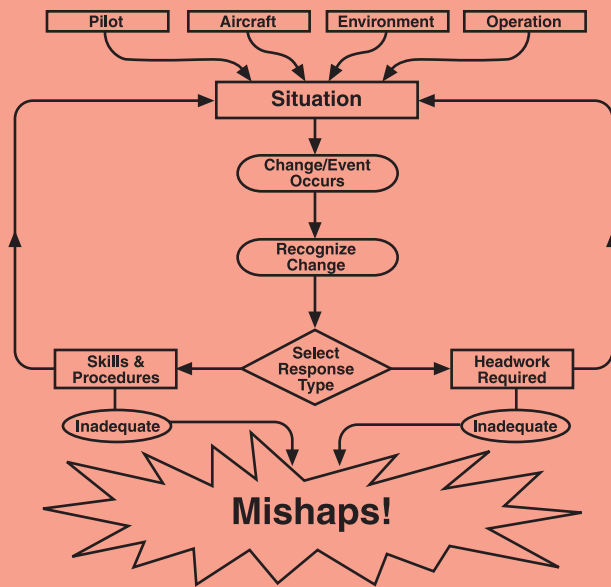 Pilot
Aircraft
Environment
Operation
Situation
Change/Event
Occurs
Recognize
Change
Select
Response
Type
Skills &
Procedures
Headwork
Required
Inadequate
Inadequate
Mishaps!